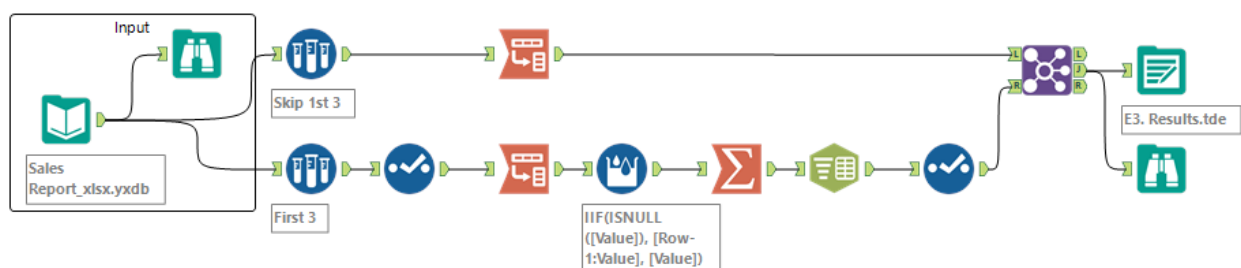 Input
Skip 1st 3
L
R
L
J
R
E3. Results.tde
Sales
Report_xlsx.yxdb
First 3
IIF(ISNULL
([Value]), [Row-
1:Value], [Value])